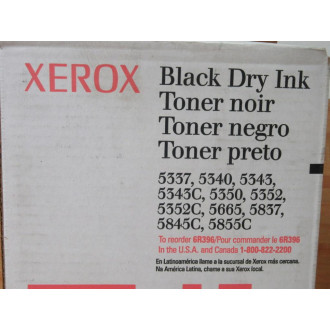 XEROX
Black Dry Ink
Toner noir
Toner negro
Toner preto
5337, 5340, 5343,
5343C, 5350, 5352,
5352C, 5665, 5837,
5845C, 5855C
To reorder 6R396/Pour commander le 6R396
In the U.S.A. and Canada 1-800-822-2200
En Latinoamérica llame a la sucursal de Xerox más cercana.
Na América Latina, chame a sua Xerox local.